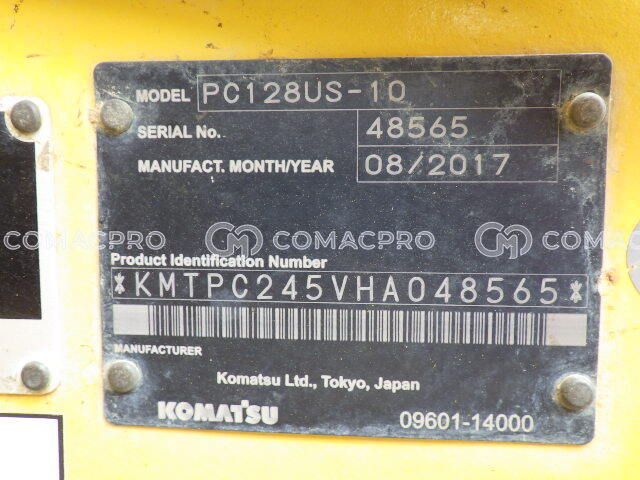 MODEL PC128US-10
SERIAL No. 48565
MANUFACT. MONTH/YEAR 08/2017
COMACPRO COMACPRO COMACPRO
Product Identification Number
*KMTPC245VHA048565*
MANUFACTURER
Komatsu Ltd., Tokyo, Japan
KOMATSU 09601-14000